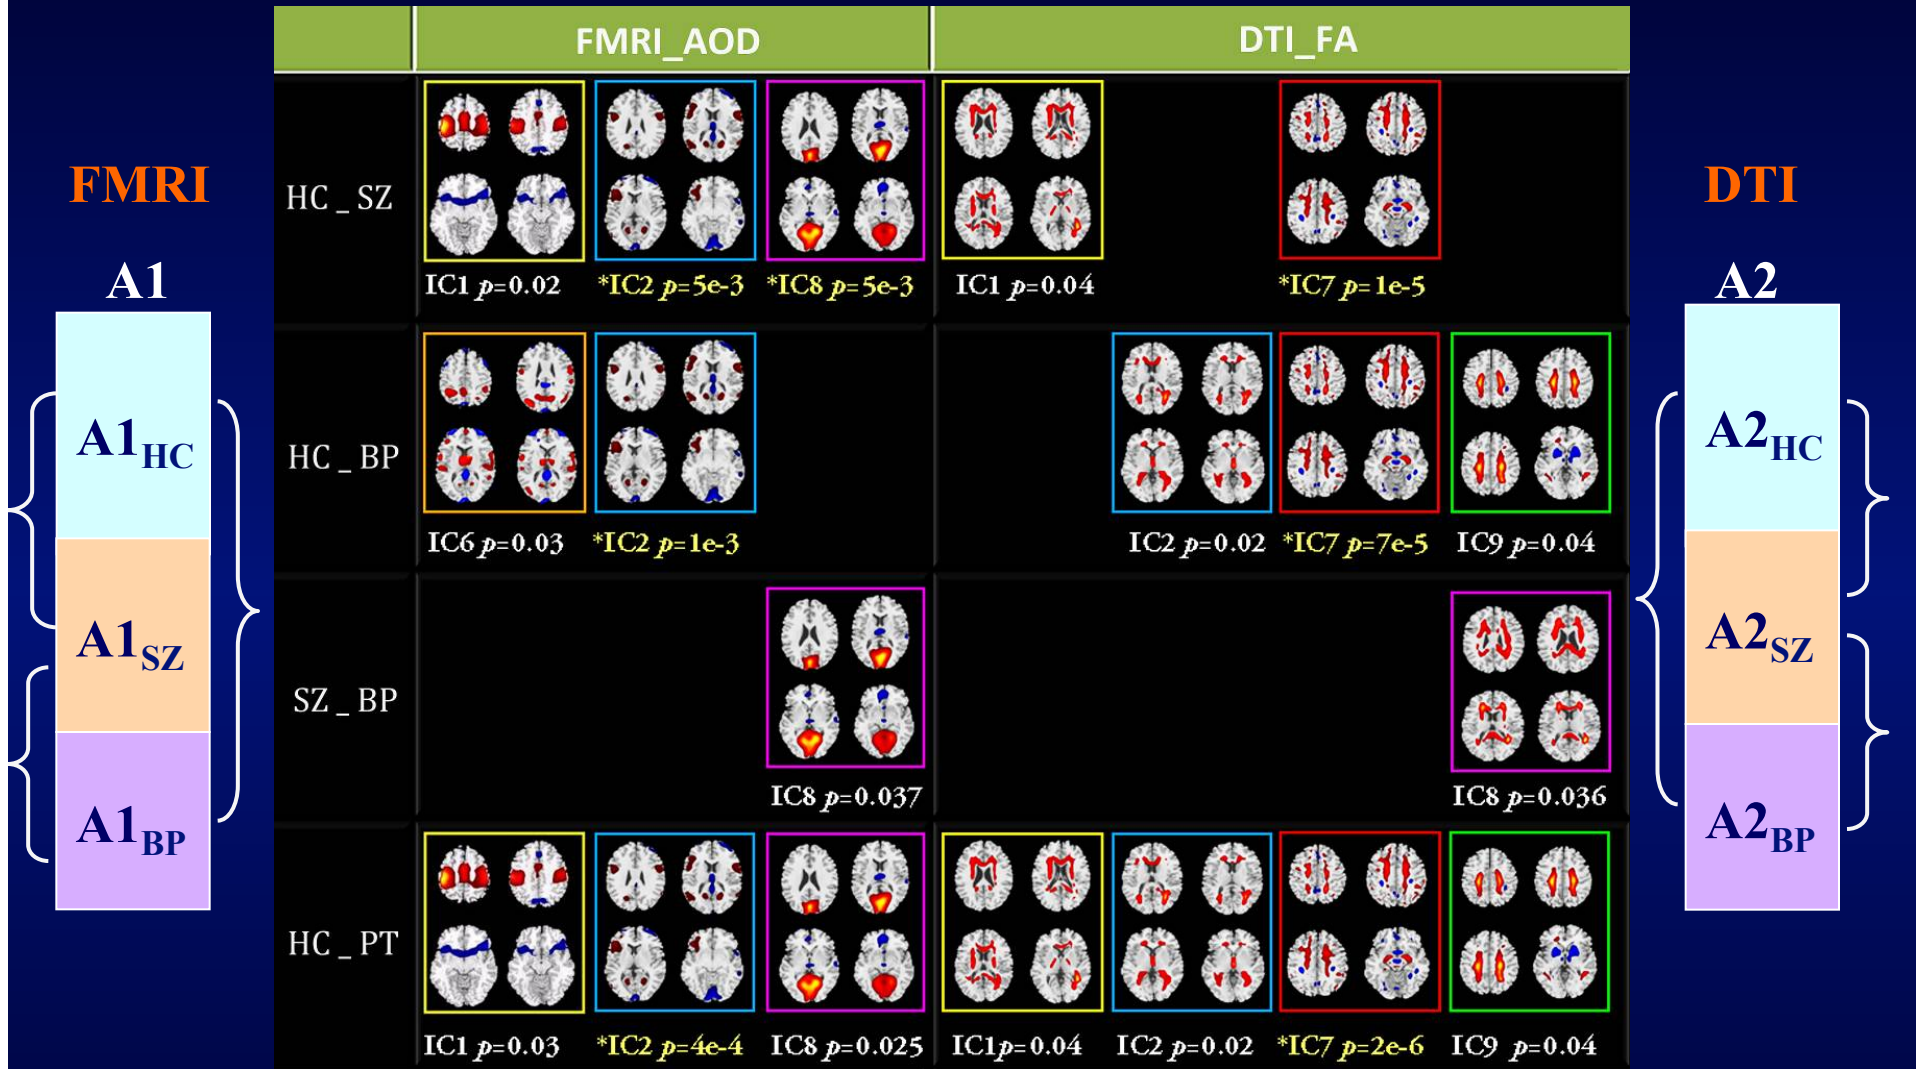 FMRI_AOD DTI_FA
FMRI
A1
A1HC
A1SZ
A1BP
HC _ SZ
IC1 p=0.02 *IC2 p=5e-3 *IC8 p=5e-3 IC1 p=0.04 *IC7 p=1e-5
HC _ BP
IC6 p=0.03 *IC2 p=1e-3 IC2 p=0.02 *IC7 p=7e-5 IC9 p=0.04
SZ _ BP
IC8 p=0.037 IC8 p=0.036
HC _ PT
IC1 p=0.03 *IC2 p=4e-4 IC8 p=0.025 IC1p=0.04 IC2 p=0.02 *IC7 p=2e-6 IC9 p=0.04
DTI
A2
A2HC
A2SZ
A2BP